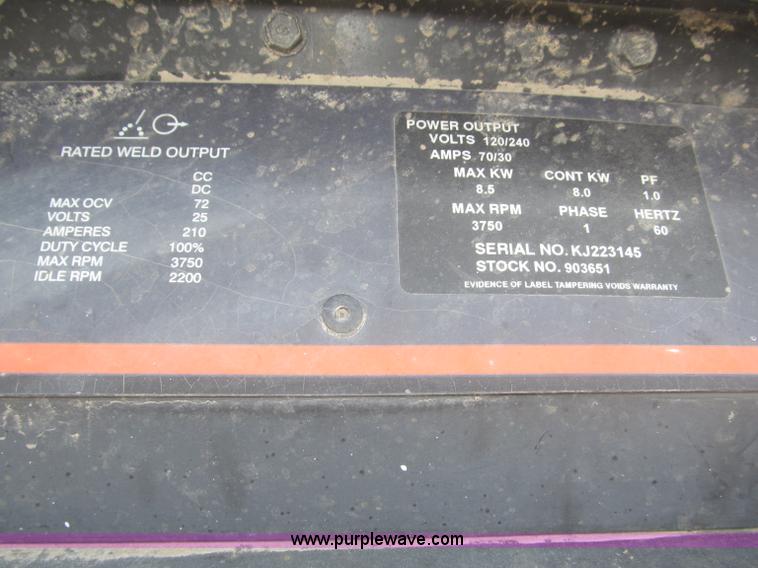 RATED WELD OUTPUT
CC
DC
MAX OCV 72
VOLTS 25
AMPERES 210
DUTY CYCLE 100%
MAX RPM 3750
IDLE RPM 2200
POWER OUTPUT
VOLTS 120/240
AMPS 70/30
MAX KW CONT KW PF
8.5 8.0 1.0
MAX RPM PHASE HERTZ
3750 1 60
SERIAL NO. KJ223145
STOCK NO. 903651
EVIDENCE OF LABEL TAMPERING VOIDS WARRANTY
www.purplewave.com